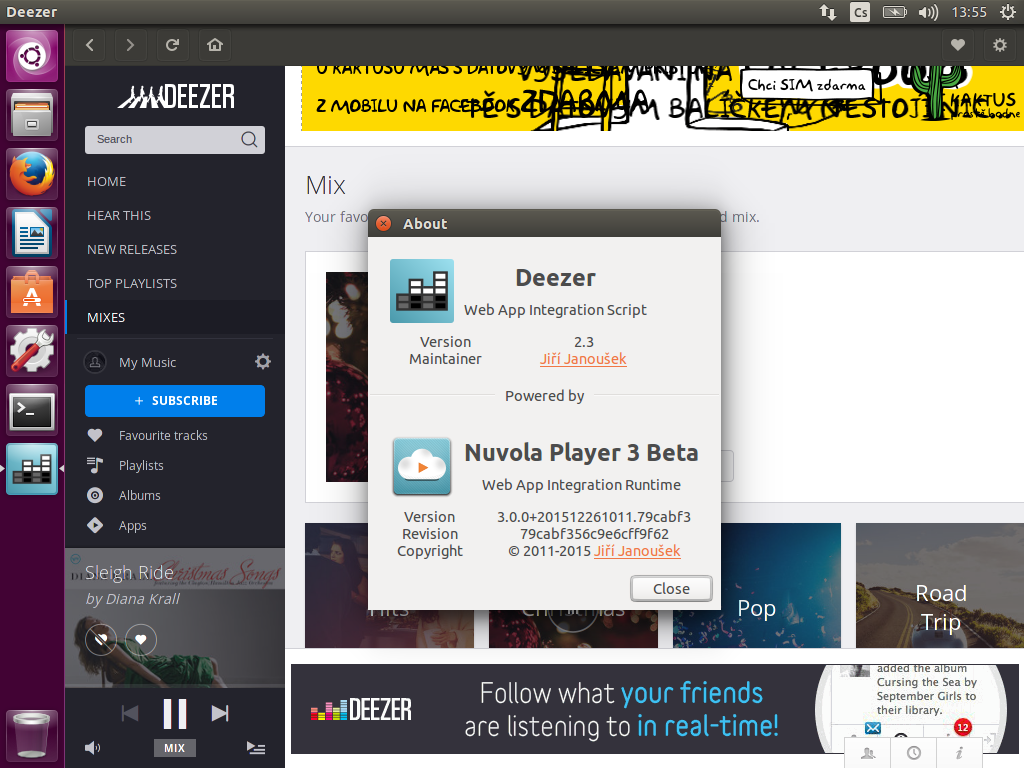 Deezer
Cs
13:55
DEEZER
Search
HOME
HEAR THIS
NEW RELEASES
TOP PLAYLISTS
MIXES
My Music
+ SUBSCRIBE
Favourite tracks
Playlists
Albums
Apps
Sleigh Ride
by Diana Krall
Christmas Songs
MIX
Z MOBILU NA FACEBOOK
ZDARMA
Chci SIM zdarma
KAKTUS
Mix
Your favo
d mix.
About
Deezer
Web App Integration Script
Version 2.3
Maintainer Jiří Janoušek
Powered by
Nuvola Player 3 Beta
Web App Integration Runtime
Version 3.0.0+201512261011.79cabf3
Revision 79cabf356c9e6cff9f62
Copyright © 2011-2015 Jiří Janoušek
Close
Hits
Christmas
Pop
Road
Trip
DEEZER
Follow what your friends
are listening to in real-time!
added the album
Cursing the Sea by
September Girls to
their library.
12